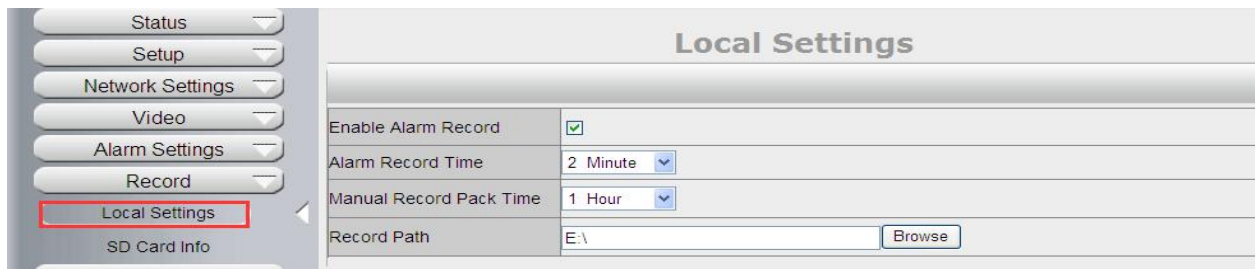 Status
Setup
Network Settings
Video
Alarm Settings
Record
Local Settings
SD Card Info
Local Settings
Enable Alarm Record
Alarm Record Time 2 Minute
Manual Record Pack Time 1 Hour
Record Path E:\ Browse